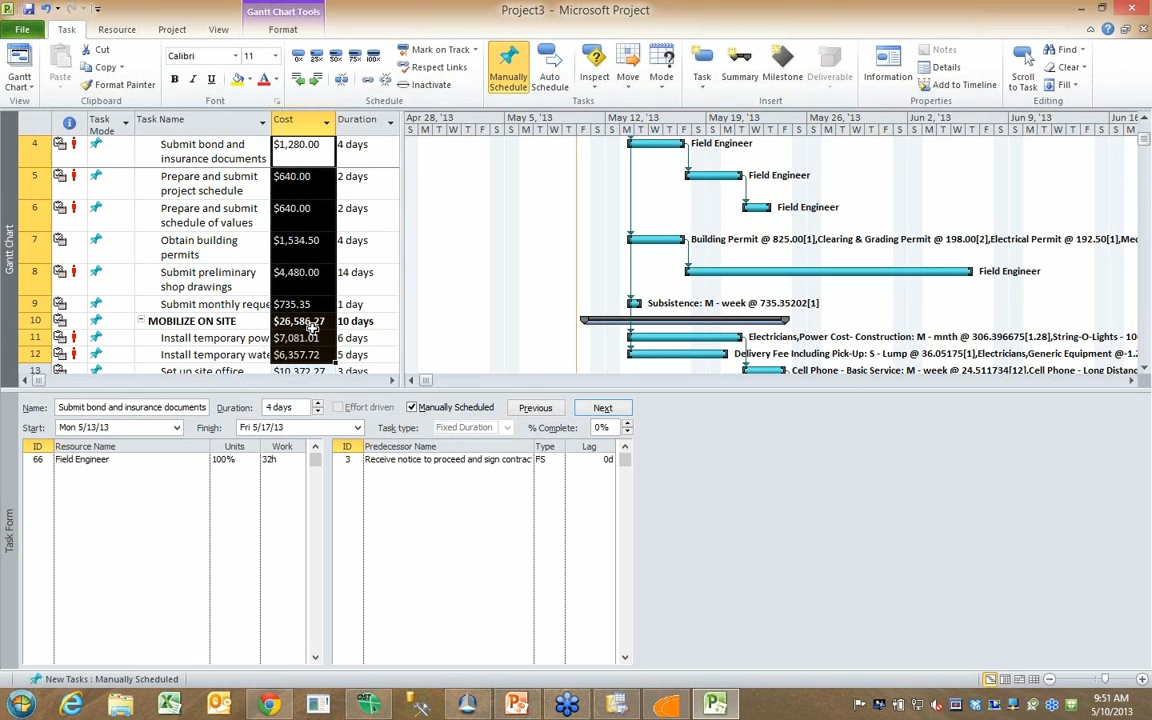 Gantt Chart Tools
Project3 - Microsoft Project
File
Task
Resource
Project
View
Format
Gantt
Chart
View
Paste
Cut
Copy
Format Painter
Clipboard
Calibri
11
B I U
A
Font
0% 25% 50% 75% 100%
Mark on Track
Respect Links
Inactivate
Schedule
Manually
Schedule
Auto
Schedule
Inspect
Move
Mode
Tasks
Task
Summary
Milestone
Deliverable
Insert
Information
Notes
Details
Add to Timeline
Properties
Scroll
to Task
Find
Clear
Fill
Editing
Task
Mode
Task Name
Cost
Duration
Apr 28, '13
May 5, '13
May 12, '13
May 19, '13
May 26, '13
Jun 2, '13
Jun 9, '13
Jun 16
S M T W T F S S M T W T F S S M T W T F S S M T W T F S S M T W T F S S M T W T F S S M T W T F S S M
4 Submit bond and
insurance documents $1,280.00 4 days
Field Engineer
5 Prepare and submit
project schedule $640.00 2 days
Field Engineer
6 Prepare and submit
schedule of values $640.00 2 days
Field Engineer
7 Obtain building
permits $1,534.50 4 days
Building Permit @ 825.00[1],Clearing & Grading Permit @ 198.00[2],Electrical Permit @ 192.50[1],Mec
8 Submit preliminary
shop drawings $4,480.00 14 days
Field Engineer
9 Submit monthly reque $735.35 1 day
Subsistence: M - week @ 735.35202[1]
10 MOBILIZE ON SITE $26,586.27 10 days
11 Install temporary pow $7,081.01 6 days
Electricians,Power Cost- Construction: M - mnth @ 306.396675[1.28],String-O-Lights - 10
12 Install temporary wate $6,357.72 5 days
Delivery Fee Including Pick-Up: S - Lump @ 36.05175[1],Electricians,Generic Equipment @-1.2
13 Set up site office $10,372.27 3 days
Cell Phone - Basic Service: M - week @ 24.511734[12],Cell Phone - Long Distanc
Gantt Chart
Name: Submit bond and insurance documents Duration: 4 days Effort driven Manually Scheduled Previous Next
Start: Mon 5/13/13 Finish: Fri 5/17/13 Task type: Fixed Duration % Complete: 0%
ID Resource Name Units Work
66 Field Engineer 100% 32h
ID Predecessor Name Type Lag
3 Receive notice to proceed and sign contrac FS 0d
Task Form
New Tasks : Manually Scheduled
9:51 AM
5/10/2013